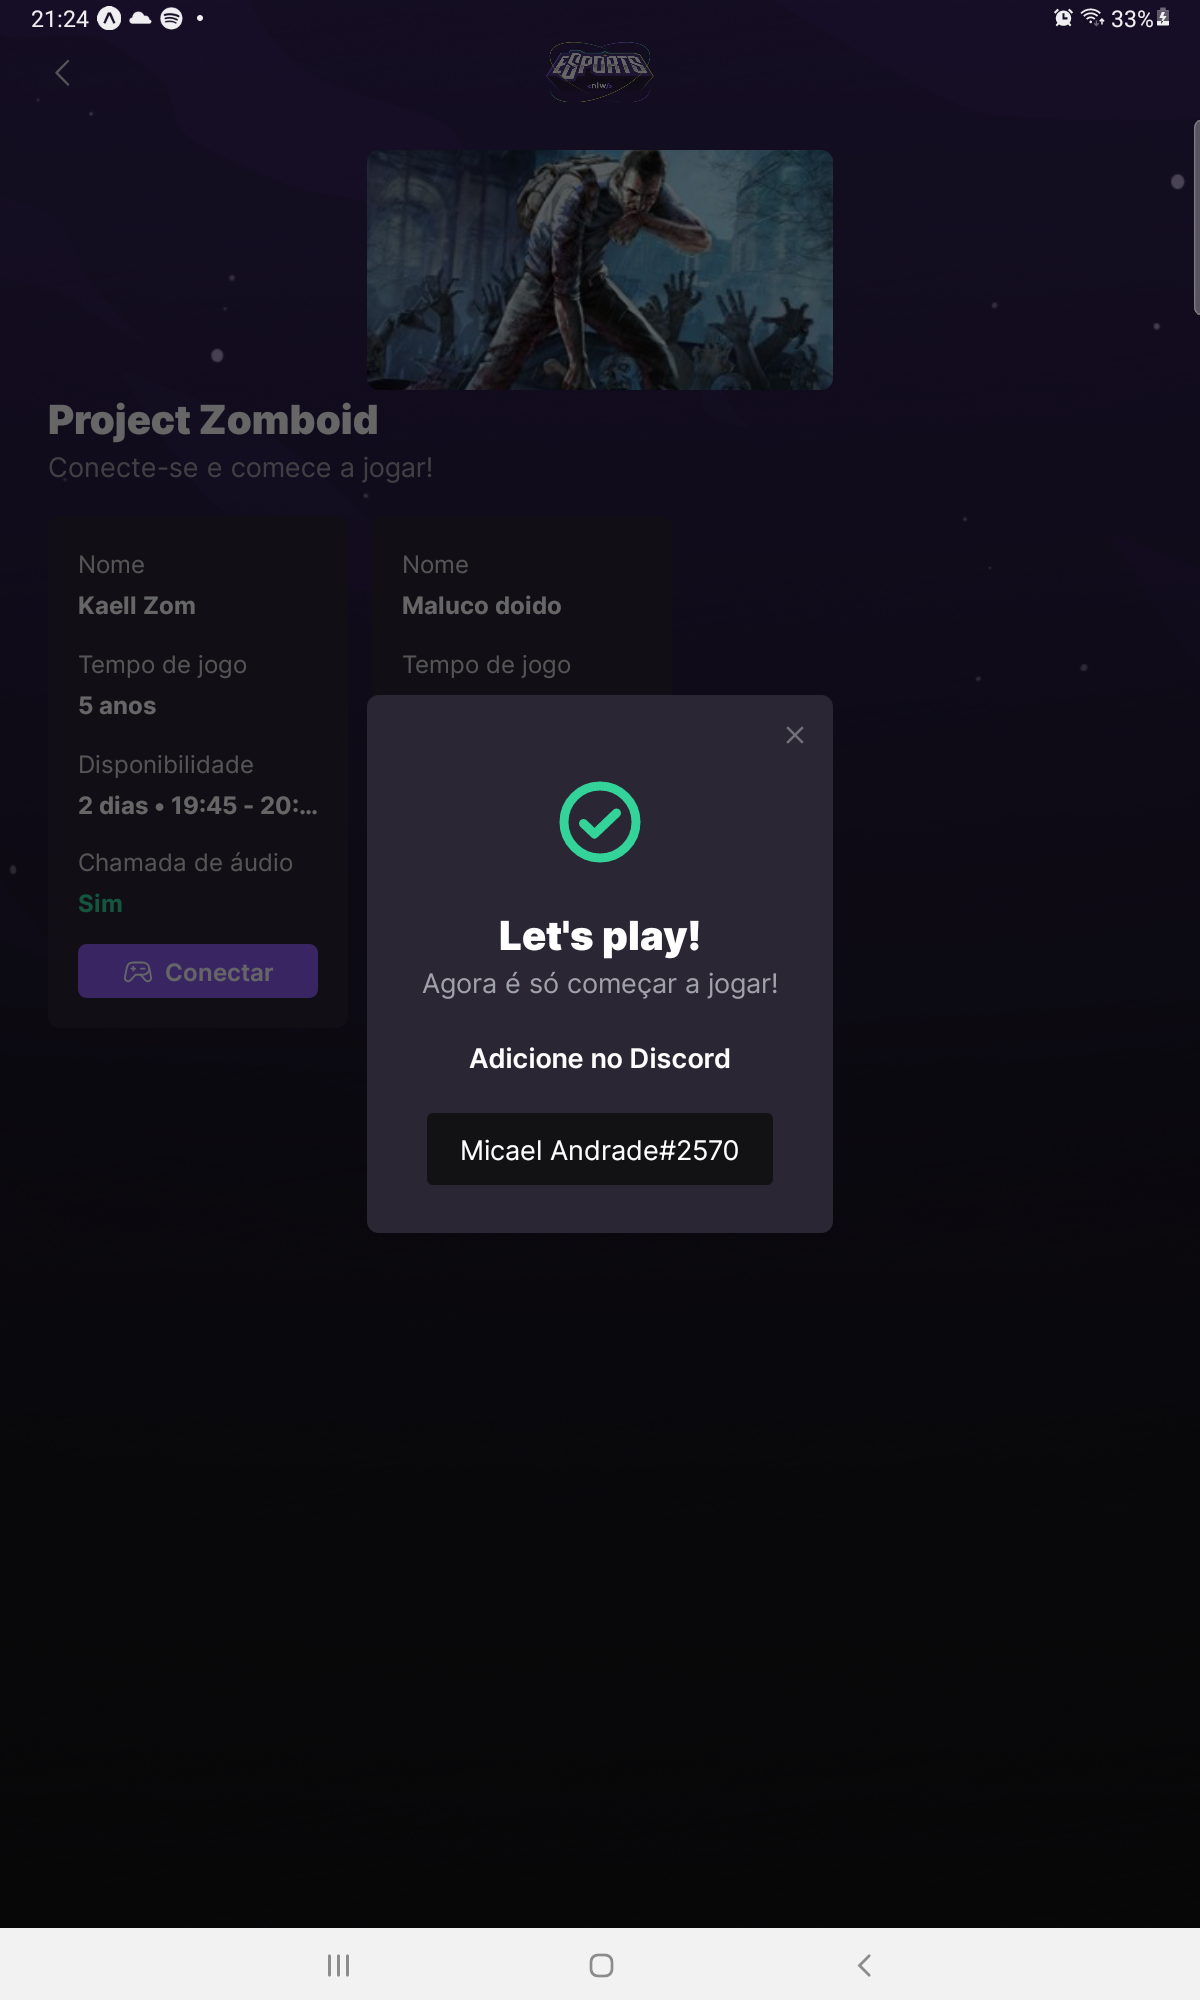 21:24
33%
ESPORTS
nlw
Project Zomboid
Conecte-se e comece a jogar!
Nome
Kaell Zom
Tempo de jogo
5 anos
Disponibilidade
2 dias • 19:45 - 20:...
Chamada de áudio
Sim
Conectar
Nome
Maluco doido
Tempo de jogo
Let's play!
Agora é só começar a jogar!
Adicione no Discord
Micael Andrade#2570